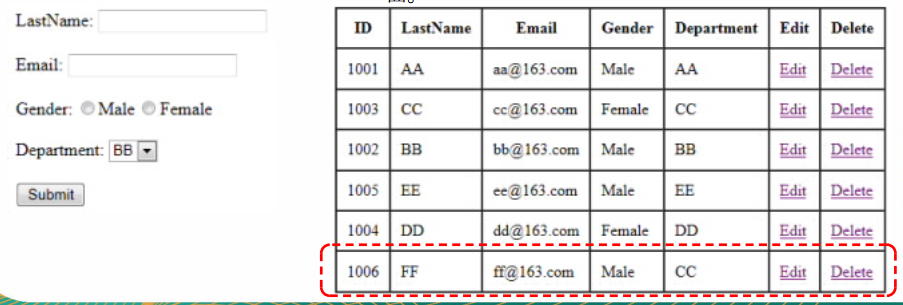 LastName:
Email:
Gender: Male Female
Department: BB
Submit
ID LastName Email Gender Department Edit Delete
1001 AA aa@163.com Male AA Edit Delete
1003 CC cc@163.com Female CC Edit Delete
1002 BB bb@163.com Male BB Edit Delete
1005 EE ee@163.com Male EE Edit Delete
1004 DD dd@163.com Female DD Edit Delete
1006 FF ff@163.com Male CC Edit Delete